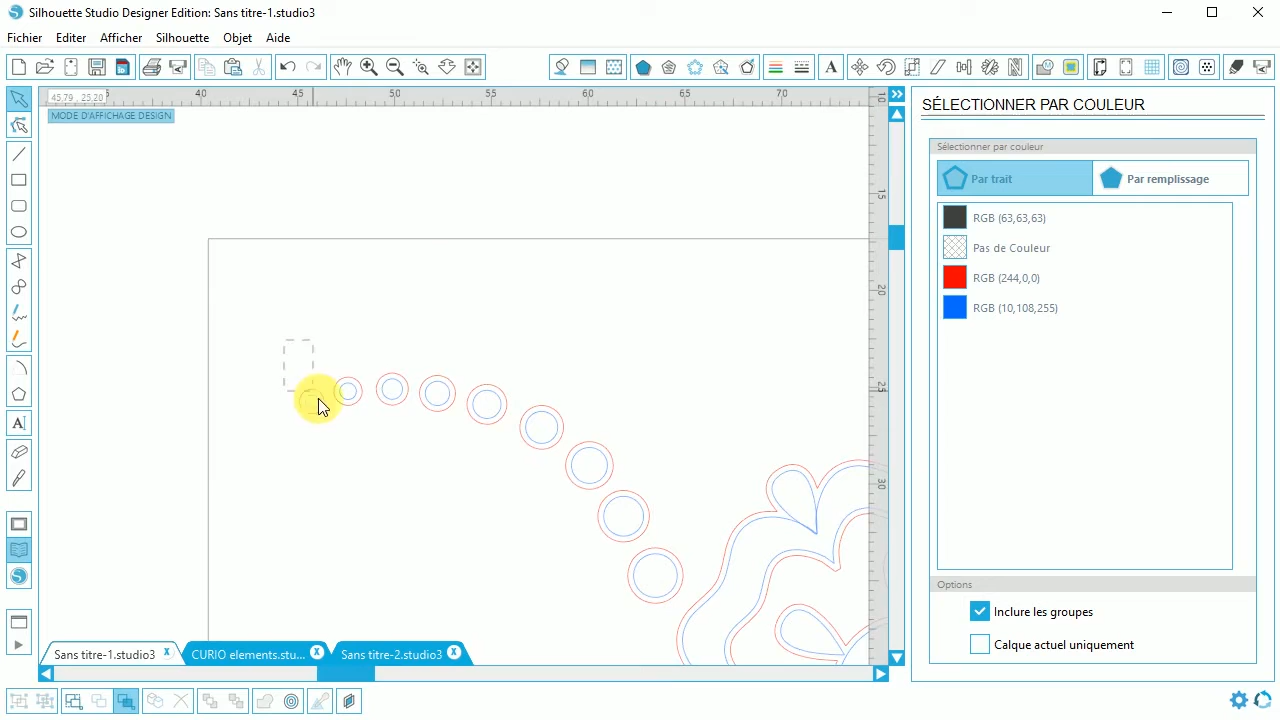 Silhouette Studio Designer Edition: Sans titre-1.studio3
Fichier Editer Afficher Silhouette Objet Aide
45,79 25,20
40 45 50 55 60 65 70
MODE D'AFFICHAGE DESIGN
15
20
25
30
SÉLECTIONNER PAR COULEUR
Sélectionner par couleur
Par trait
Par remplissage
RGB (63,63,63)
Pas de Couleur
RGB (244,0,0)
RGB (10,108,255)
Options
Inclure les groupes
Calque actuel uniquement
Sans titre-1.studio3 x CURIO elements.stu... x Sans titre-2.studio3 x